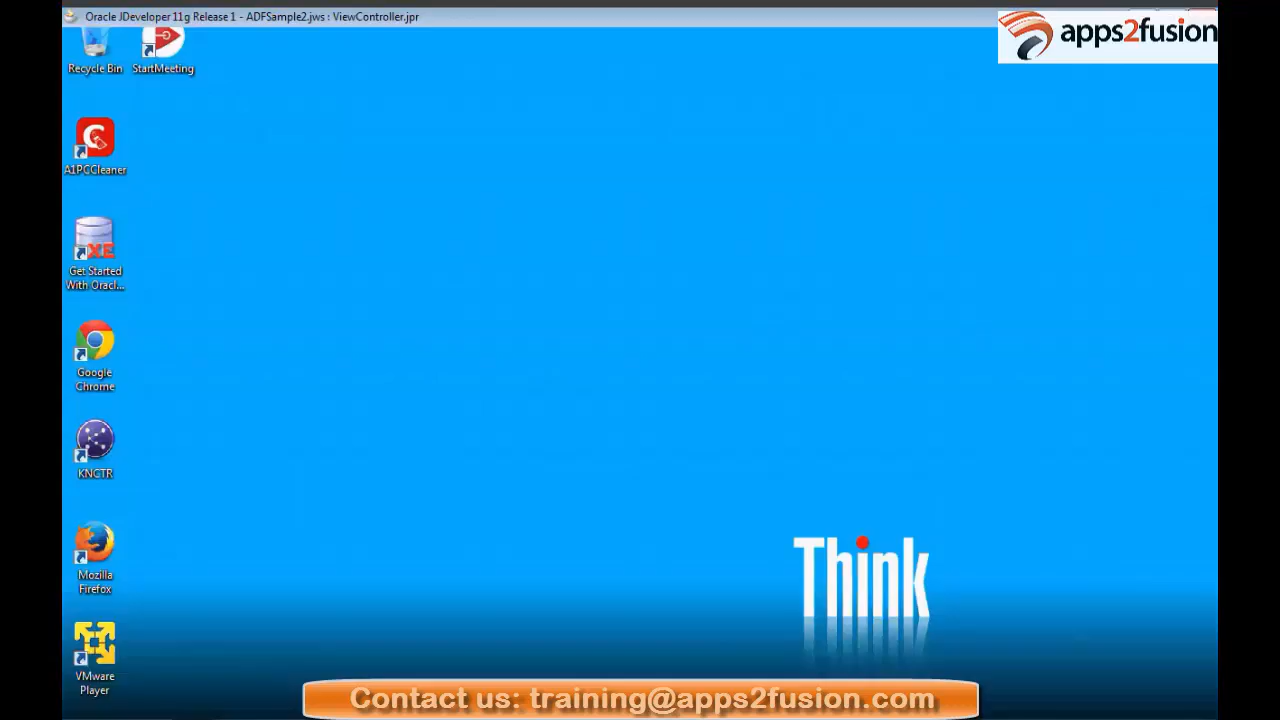 Oracle JDeveloper 11g Release 1 - ADFSample2.jws : ViewController.jpr
apps2fusion
Recycle Bin
StartMeeting
A1PCCleaner
XE
Get Started
With Oracl...
Google
Chrome
KNCTR
Mozilla
Firefox
Think
VMware
Player
Contact us: training@apps2fusion.com